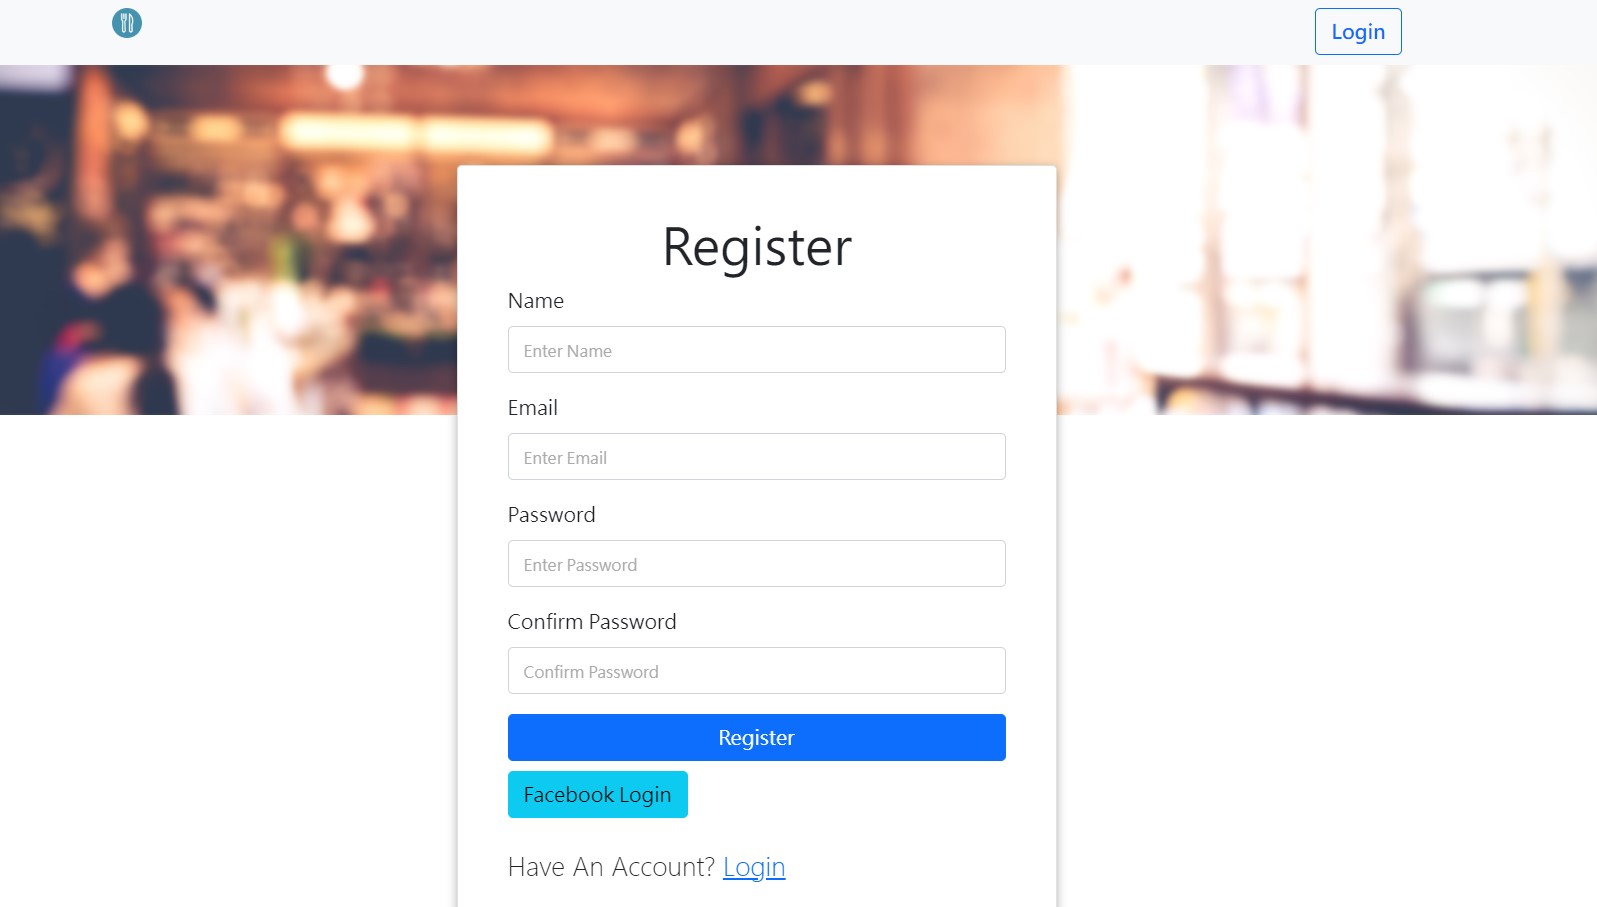 Login
Register
Name
Enter Name
Email
Enter Email
Password
Enter Password
Confirm Password
Confirm Password
Register
Facebook Login
Have An Account? Login